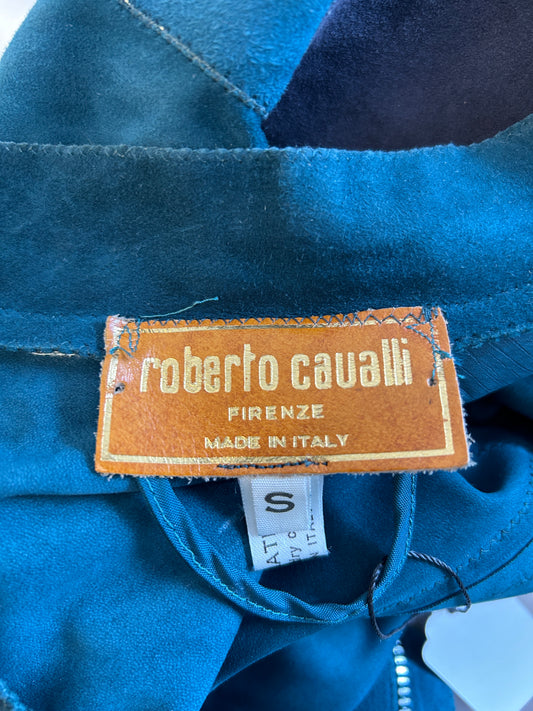 roberto cavalli
FIRENZE
MADE IN ITALY
S